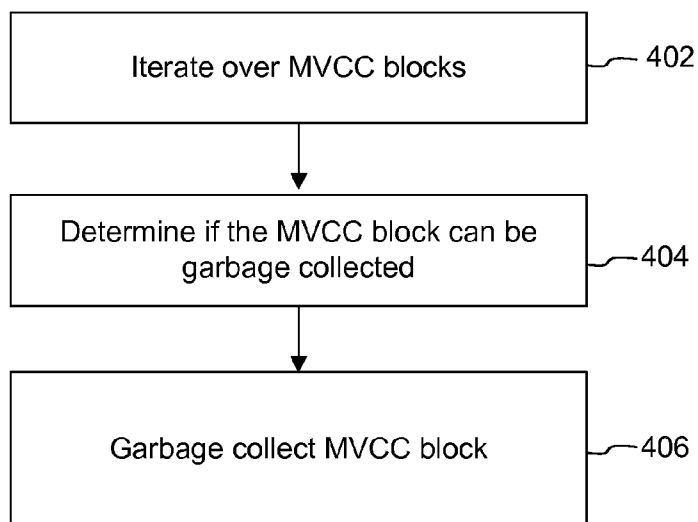 Iterate over MVCC blocks
402
Determine if the MVCC block can be
garbage collected
404
Garbage collect MVCC block
406